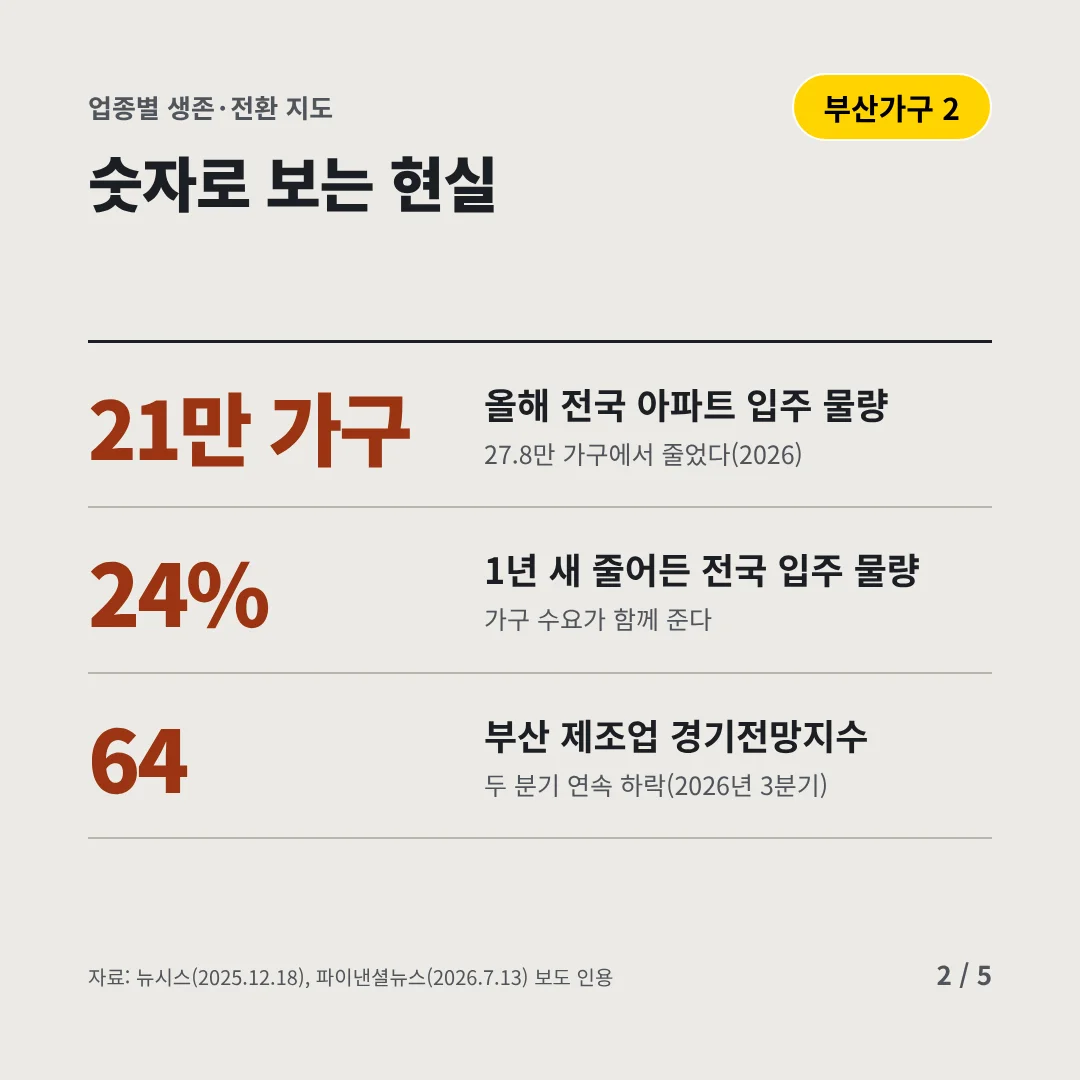 업종별 생존·전환 지도
부산가구 2
숫자로 보는 현실
21만 가구
올해 전국 아파트 입주 물량
27.8만 가구에서 줄었다(2026)
24%
1년 새 줄어든 전국 입주 물량
가구 수요가 함께 준다
64
부산 제조업 경기전망지수
두 분기 연속 하락(2026년 3분기)
자료: 뉴시스(2025.12.18), 파이낸셜뉴스(2026.7.13) 보도 인용
2 / 5